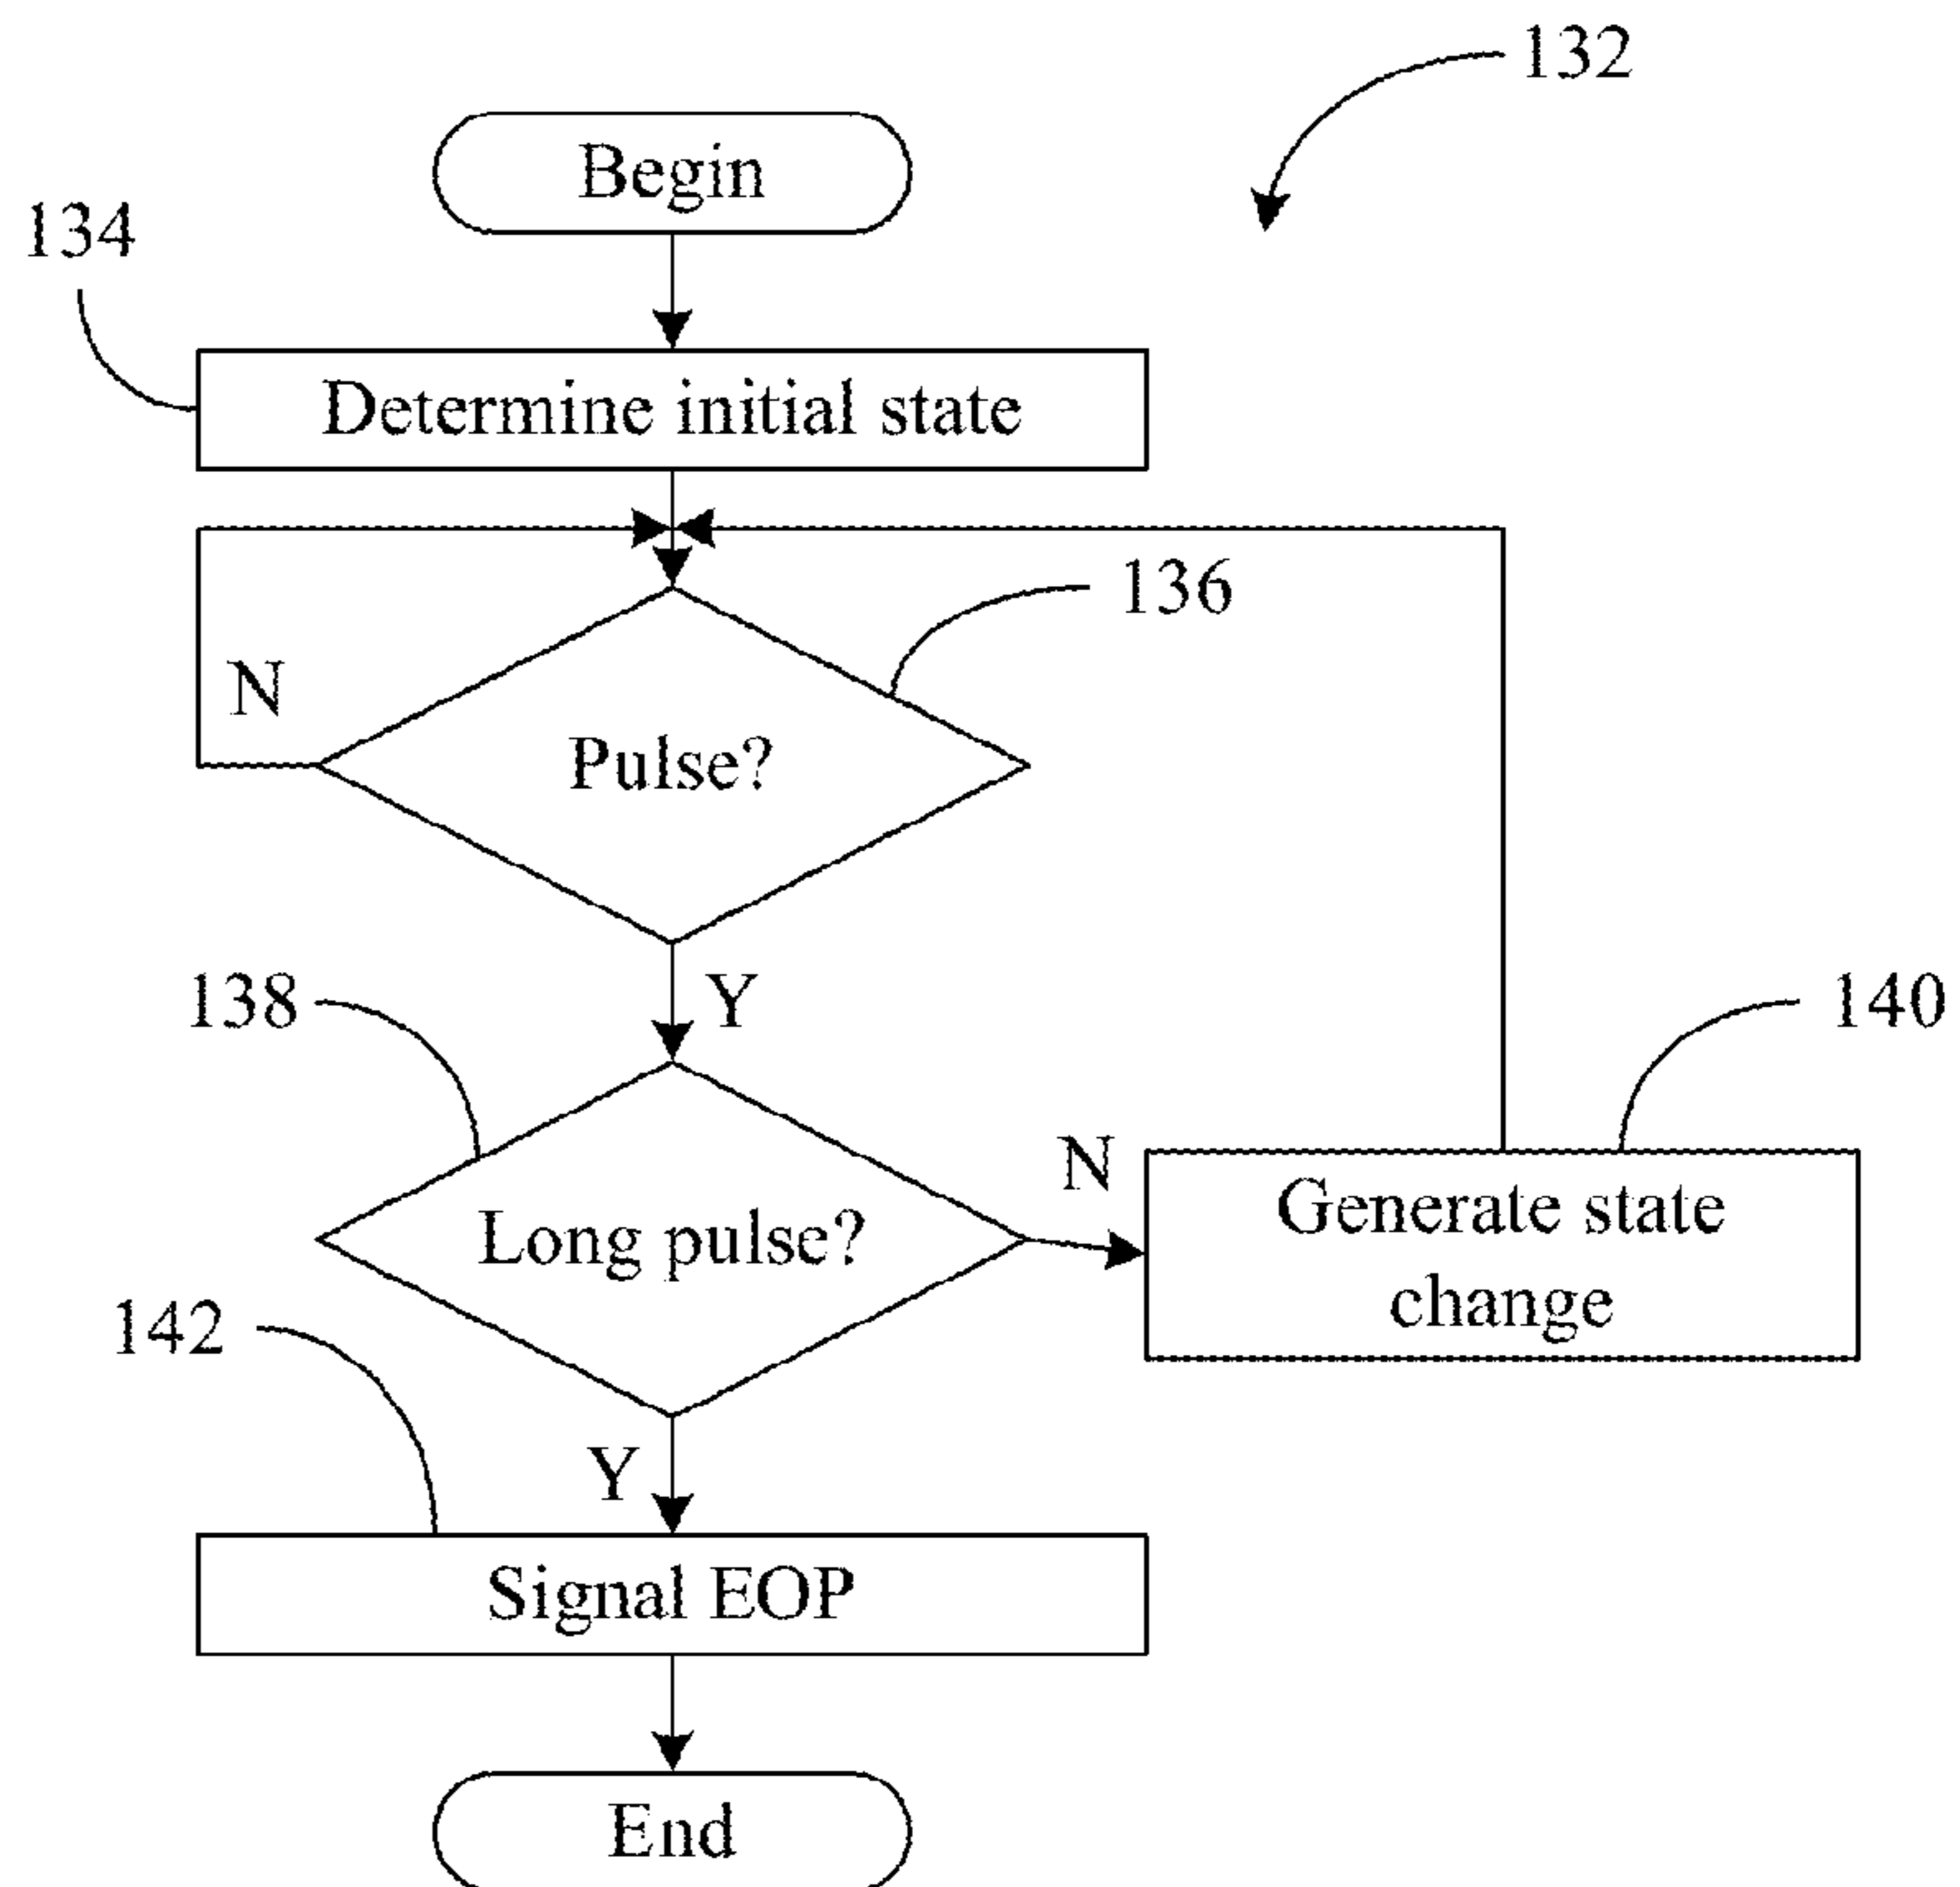 132
Begin
134
Determine initial state
136
N
Pulse?
138
Y
140
N
Generate state
change
Long pulse?
142
Y
Signal EOP
End